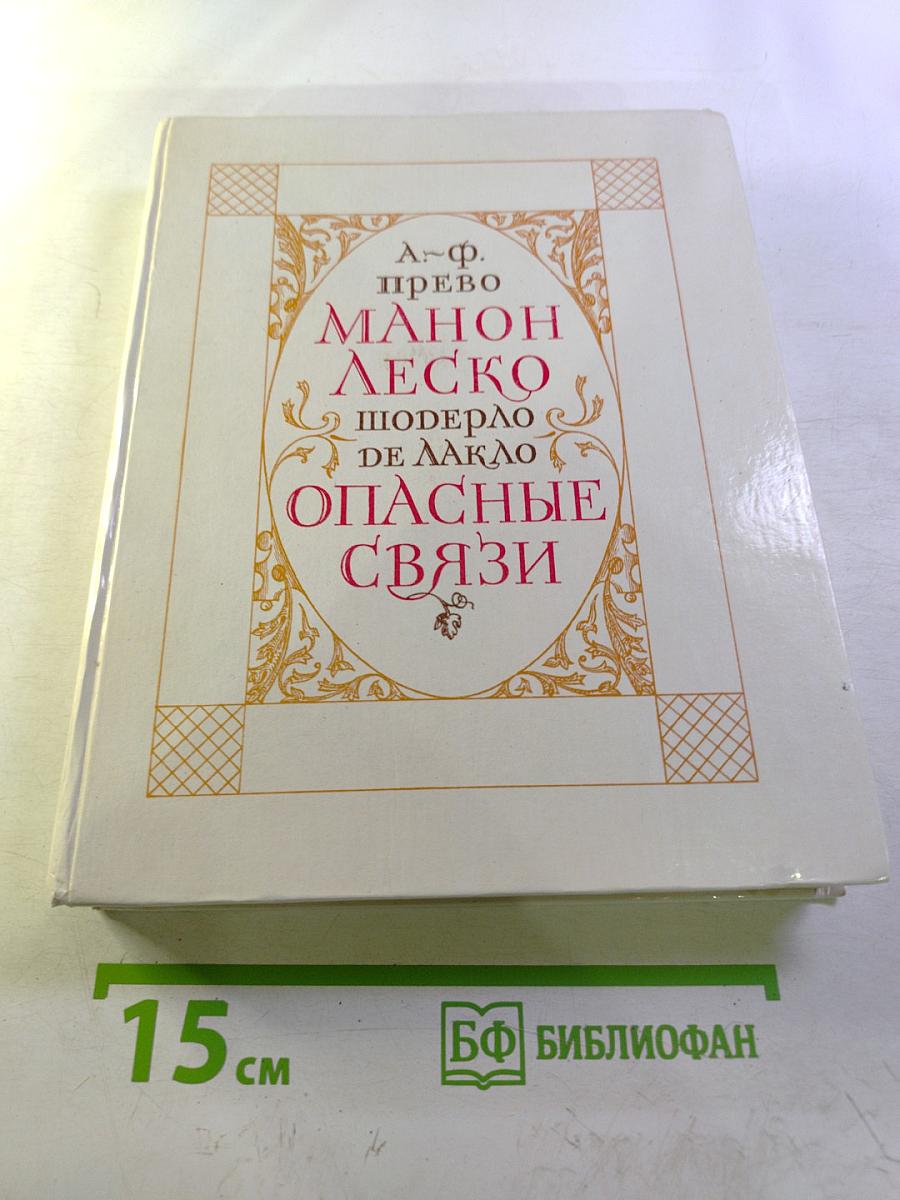 А.-Ф.
ПРЕВО
МАНОН
ЛЕСКО
ШОДЕРЛО
ДЕ ЛАКЛО
ОПАСНЫЕ
СВЯЗИ
15 см
БФ БИБЛИОФАН